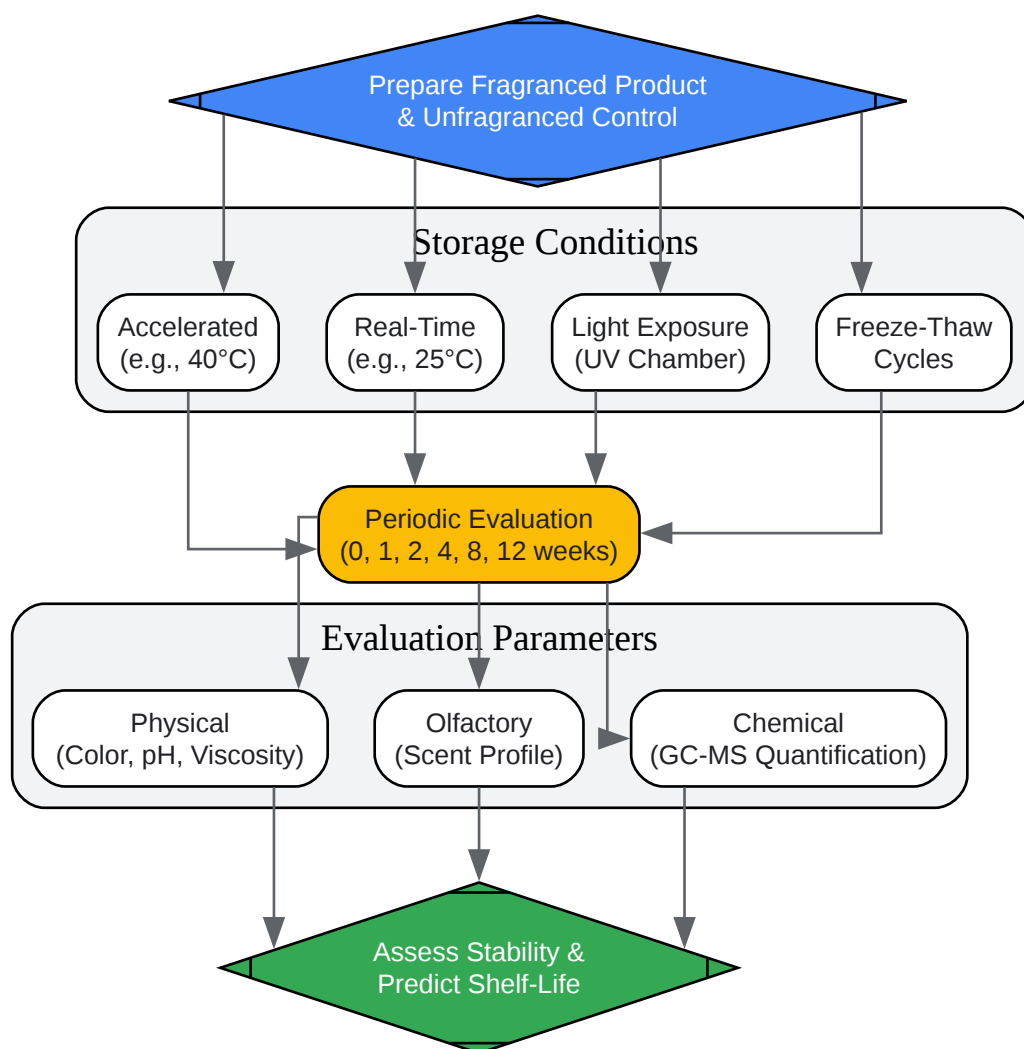 Prepare Fragranced Product
& Unfragranced Control
Storage Conditions
Accelerated
(e.g., 40°C)
Real-Time
(e.g., 25°C)
Light Exposure
(UV Chamber)
Freeze-Thaw
Cycles
Periodic Evaluation
(0, 1, 2, 4, 8, 12 weeks)
Evaluation Parameters
Physical
(Color, pH, Viscosity)
Olfactory
(Scent Profile)
Chemical
(GC-MS Quantification)
Assess Stability &
Predict Shelf-Life